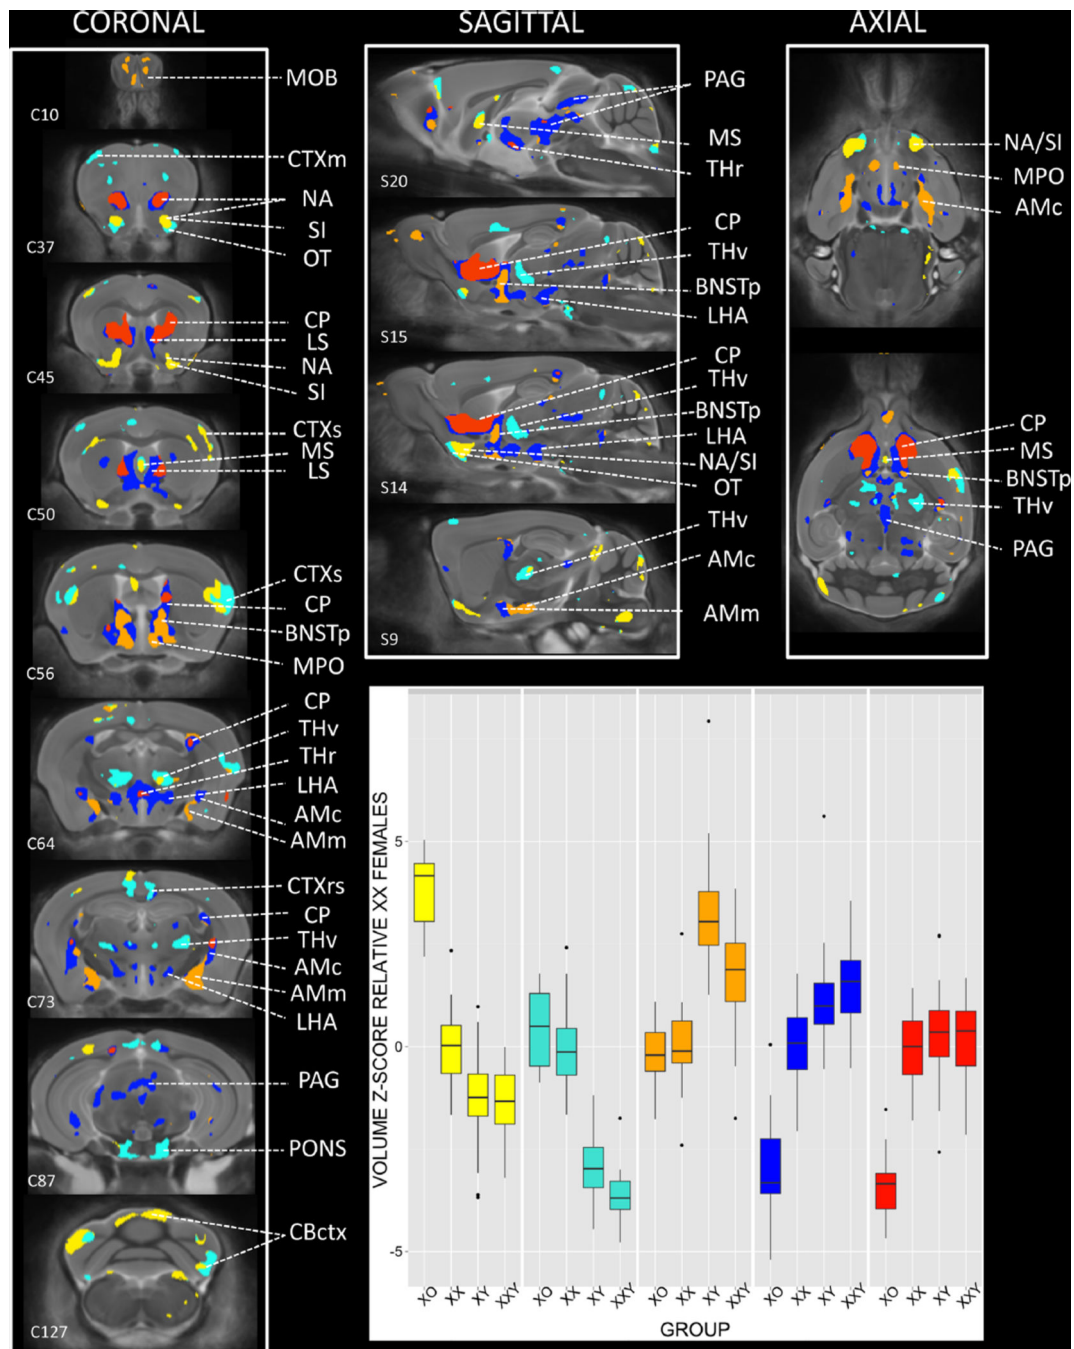 CORONAL
C10
MOB
C37
CTXm
NA
SI
OT
C45
CP
LS
NA
SI
C50
CTXs
MS
LS
C56
CTXs
CP
BNSTp
MPO
C64
CP
THv
THr
LHA
AMc
AMm
C73
CTXrs
CP
THv
AMc
AMm
LHA
C87
PAG
PONS
C127
CBctx
SAGITTAL
S20
PAG
MS
THr
S15
CP
THv
BNSTp
LHA
S14
CP
THv
BNSTp
LHA
NA/SI
OT
S9
THv
AMc
AMm
AXIAL
NA/SI
MPO
AMc
CP
MS
BNSTp
THv
PAG
VOLUME Z-SCORE RELATIVE XX FEMALES
5
0
-5
XO XX XY XXY XO XX XY XXY XO XX XY XXY XO XX XY XXY XO XX XY XXY
GROUP